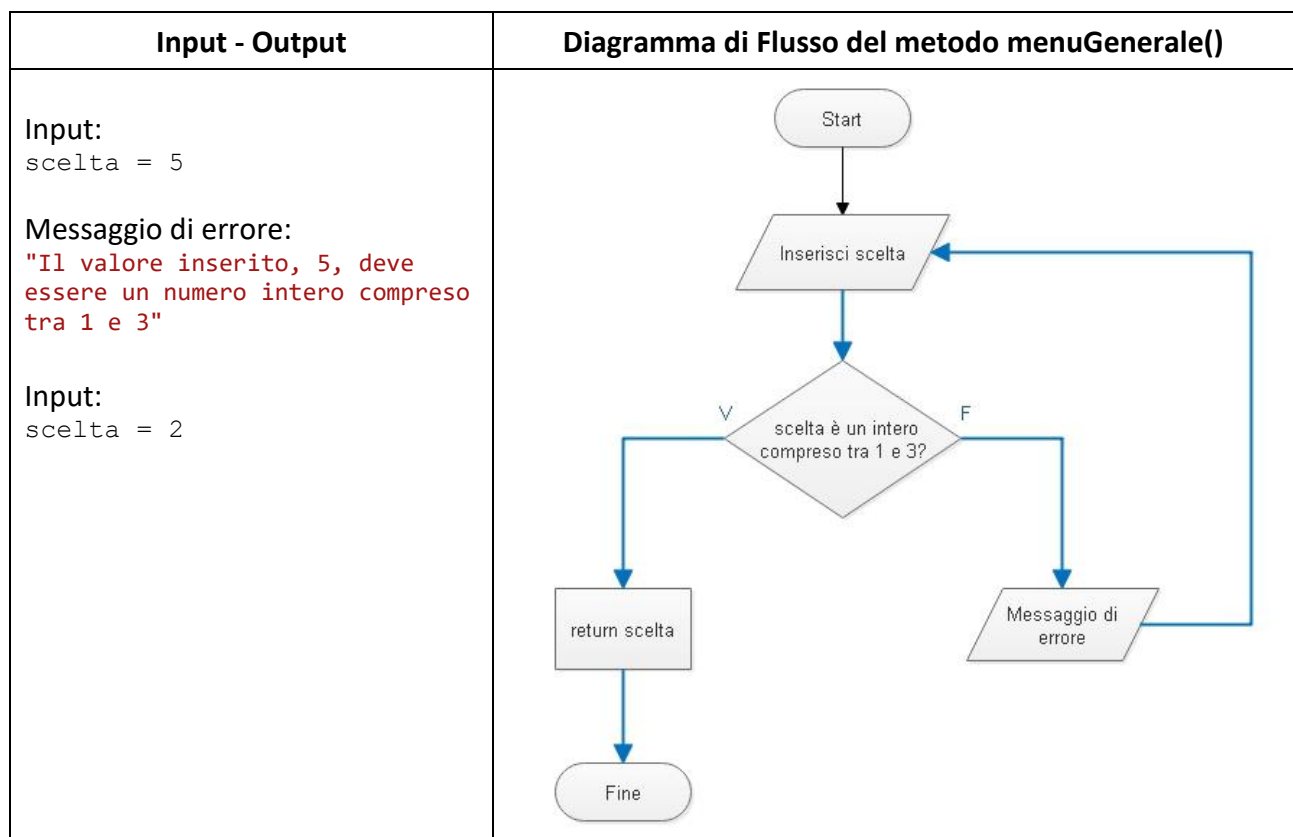 Input - Output
Diagramma di Flusso del metodo menuGenerale()
Input:
scelta = 5
Messaggio di errore:
"Il valore inserito, 5, deve
essere un numero intero compreso
tra 1 e 3"
Input:
scelta = 2
Start
Inserisci scelta
V
F
scelta è un intero
compreso tra 1 e 3?
return scelta
Messaggio di
errore
Fine